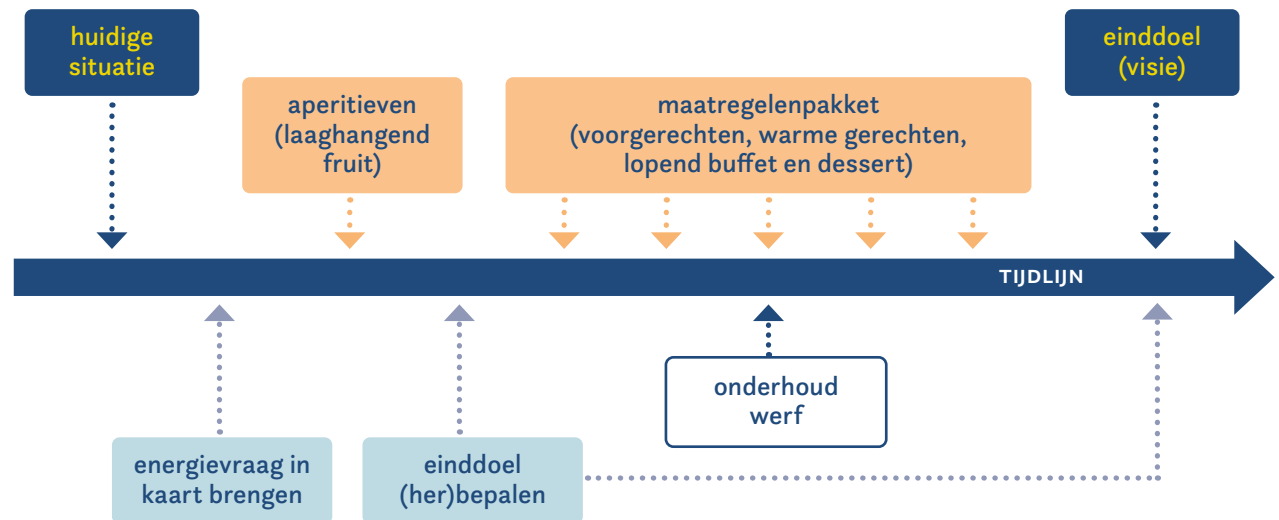 huidige
situatie
einddoel
(visie)
aperitieven
(laaghangend
fruit)
maatregelenpakket
(voorgerechten, warme gerechten,
lopend buffet en dessert)
TIJDLIJN
onderhoud
werf
energievraag in
kaart brengen
einddoel
(her)bepalen